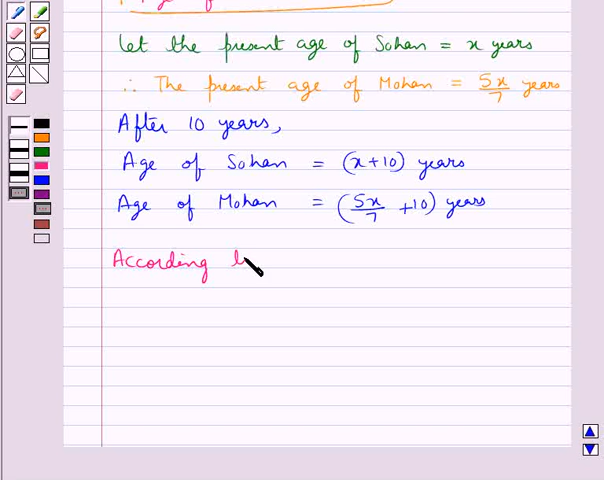 Let the present age of Sohan = x years
∴ The present age of Mohan = 5x/7 years
After 10 years,
Age of Sohan = (x+10) years
Age of Mohan = (5x/7 +10) years
According